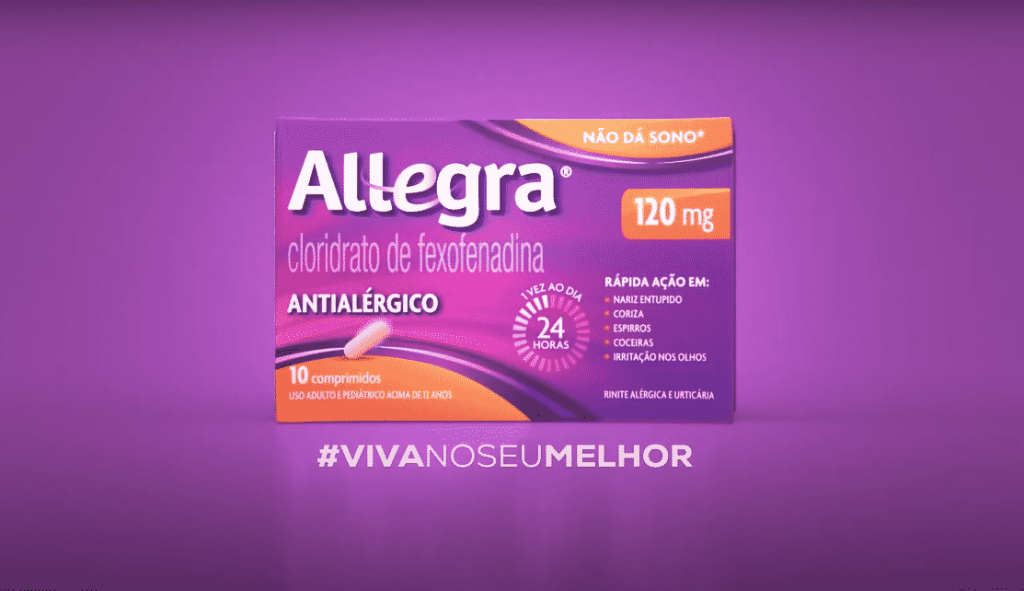 NÃO DÁ SONO*
Allegra®
120 mg
cloridrato de fexofenadina
ANTIALÉRGICO
1 VEZ AO DIA
24
HORAS
RÁPIDA AÇÃO EM:
NARIZ ENTUPIDO
CORIZA
ESPIRROS
COCEIRAS
IRRITAÇÃO NOS OLHOS
10 comprimidos
USO ADULTO E PEDIÁTRICO ACIMA DE 12 ANOS
RINITE ALÉRGICA E URTICÁRIA
#VIVANOSEUMELHOR